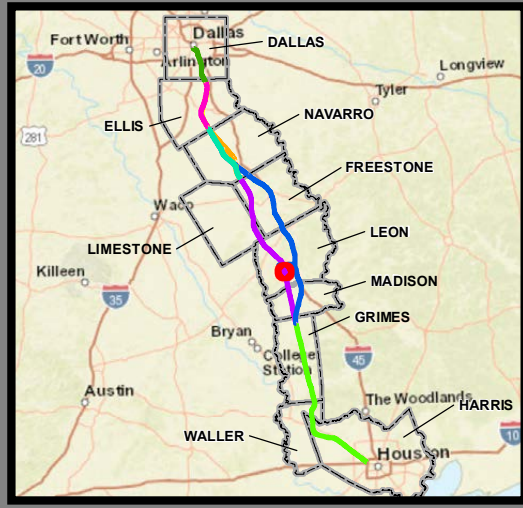 Dallas
Fort Worth
DALLAS
Arlington
20
Longview
Tyler
NAVARRO
ELLIS
281
FREESTONE
Waco
LEON
LIMESTONE
Killeen
MADISON
35
GRIMES
Bryan
College
Station
45
Austin
The Woodlands
HARRIS
WALLER
10
Houston